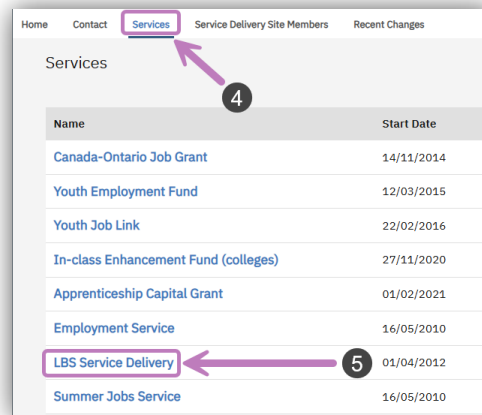 Home Contact Services Service Delivery Site Members Recent Changes
Services
4
Name Start Date
Canada-Ontario Job Grant 14/11/2014
Youth Employment Fund 12/03/2015
Youth Job Link 22/02/2016
In-class Enhancement Fund (colleges) 27/11/2020
Apprenticeship Capital Grant 01/02/2021
Employment Service 16/05/2010
LBS Service Delivery 5 01/04/2012
Summer Jobs Service 16/05/2010